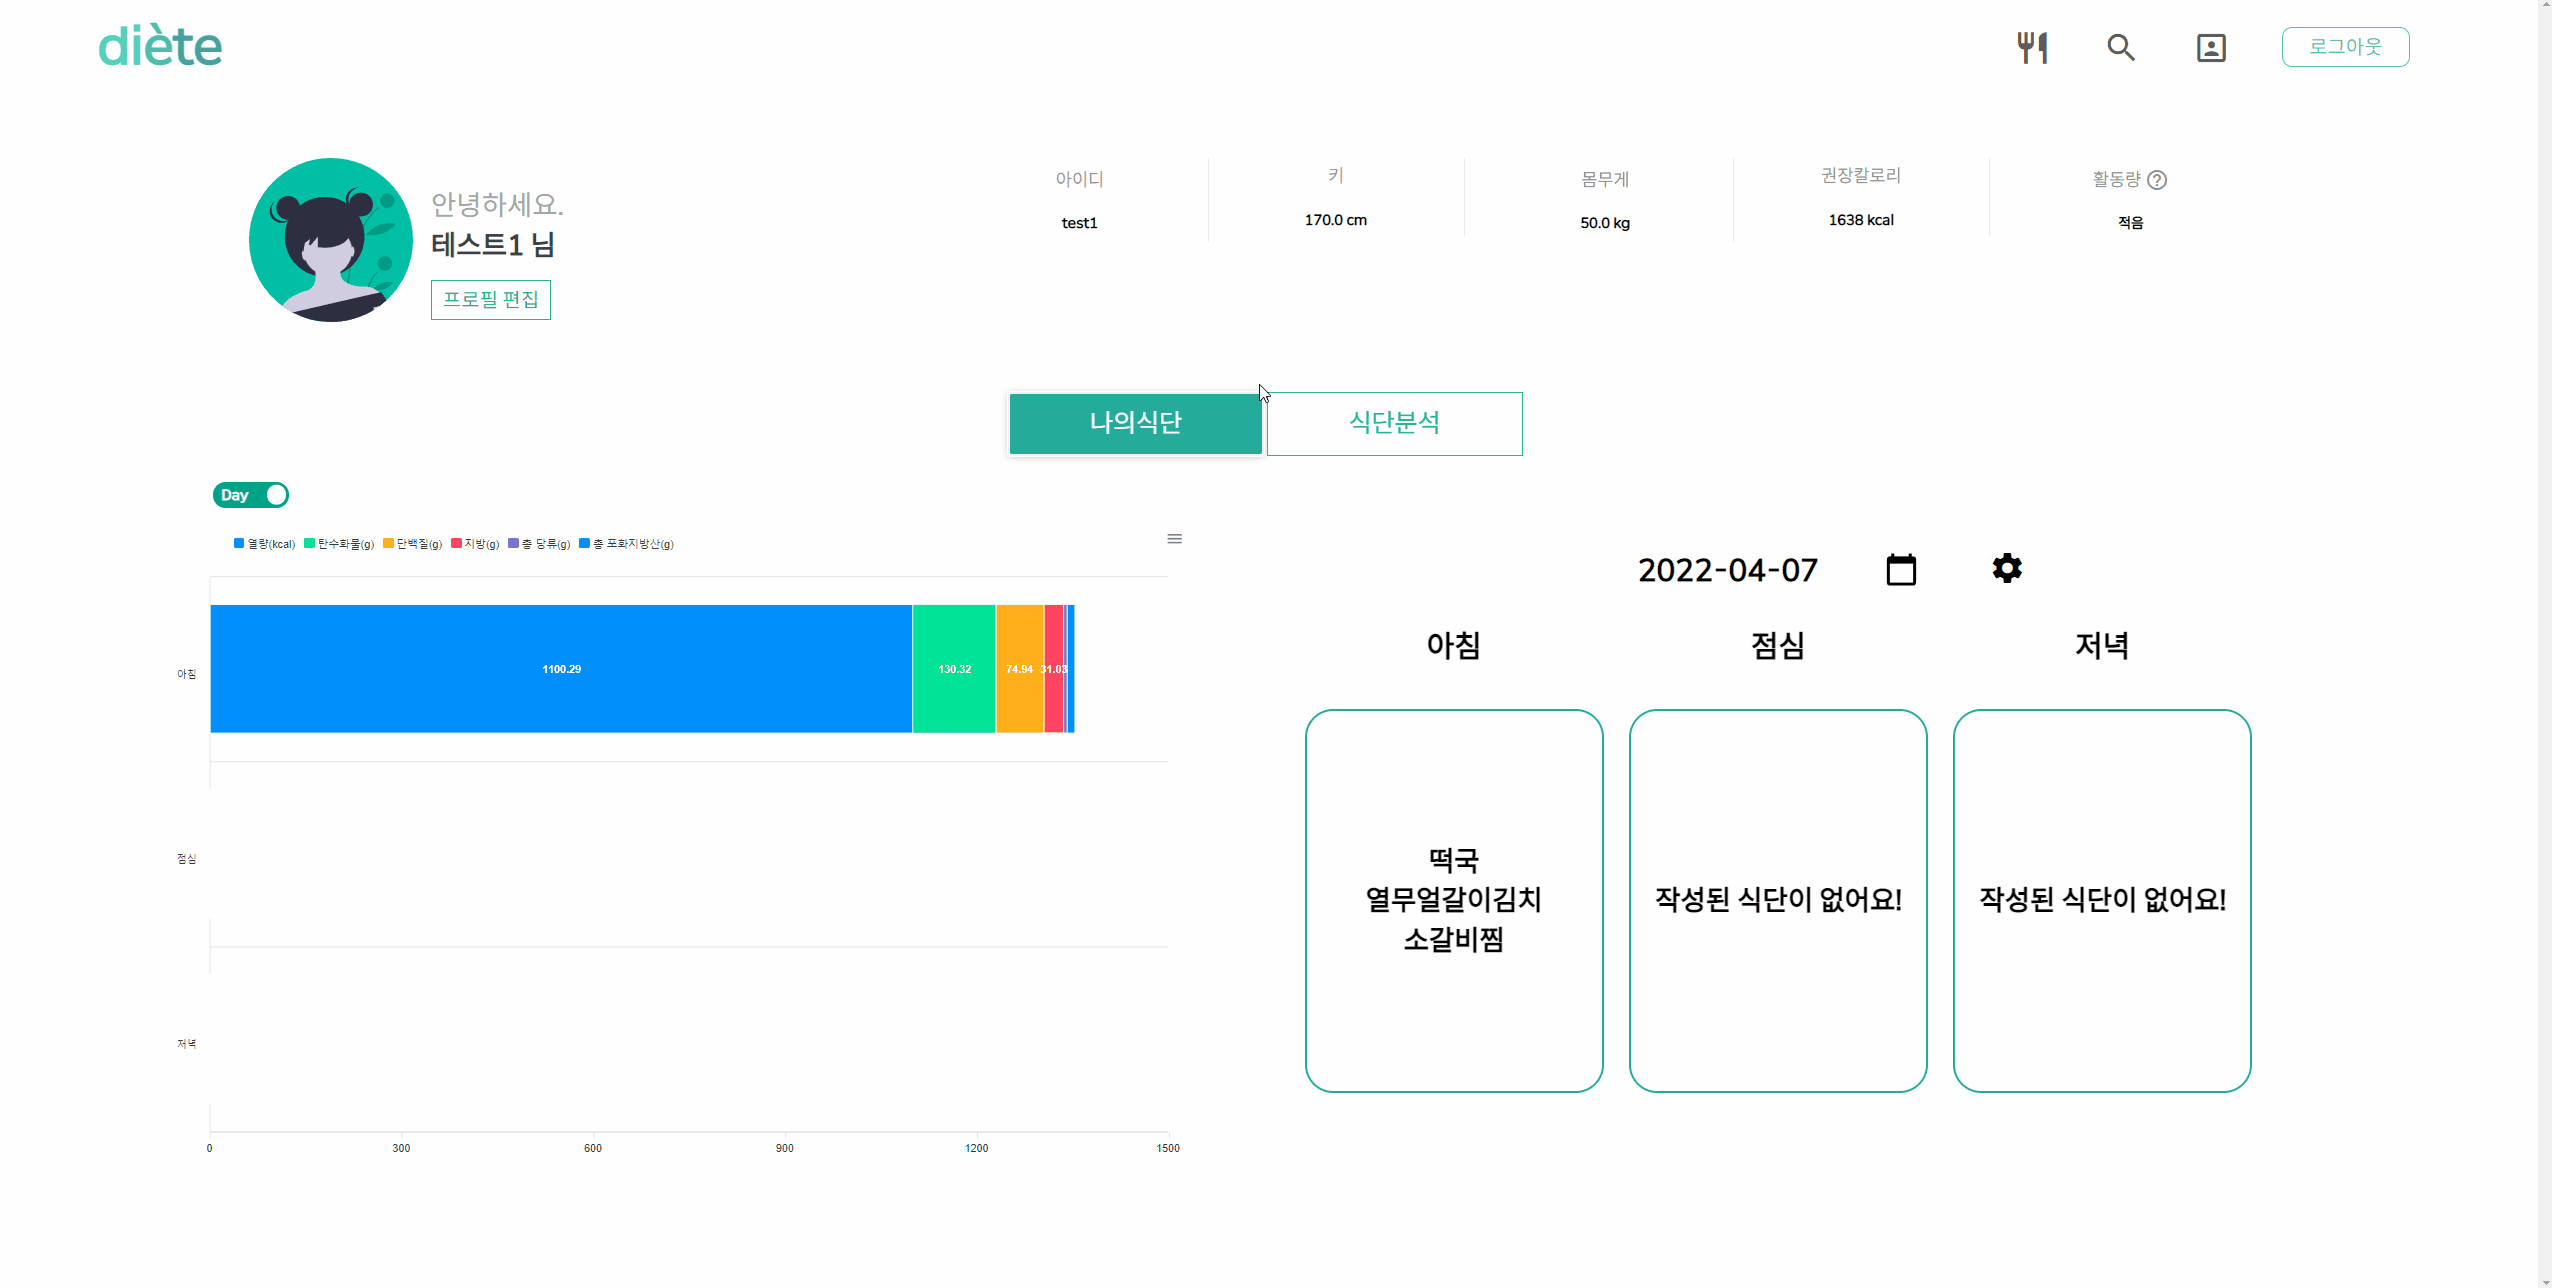 diète
로그아웃
안녕하세요.
테스트1 님
프로필 편집
아이디
test1
키
170.0 cm
몸무게
50.0 kg
권장칼로리
1638 kcal
활동량
적음
나의식단
식단분석
Day
열량(kcal) 탄수화물(g) 단백질(g) 지방(g) 총 당류(g) 총 포화지방산(g)
아침
1100.29 130.32 74.94 31.03
점심
저녁
0 300 600 900 1200 1500
2022-04-07
아침 점심 저녁
떡국
열무얼갈이김치
소갈비찜
작성된 식단이 없어요!
작성된 식단이 없어요!